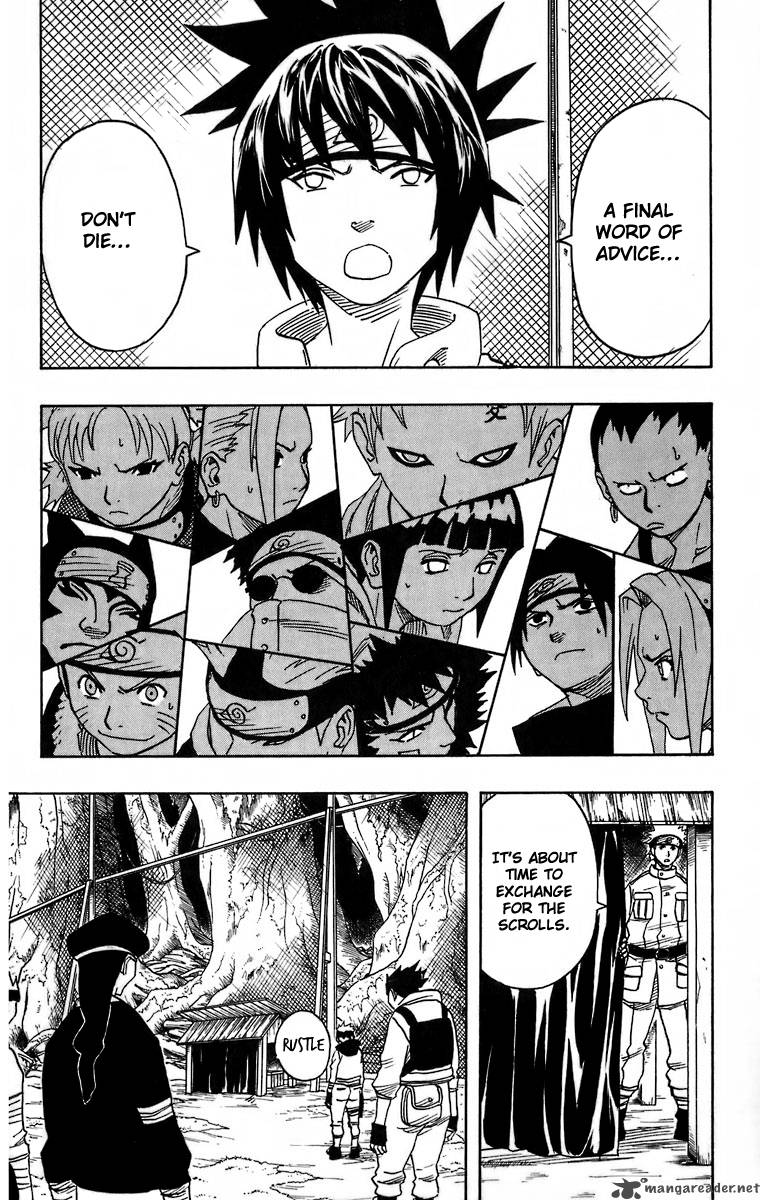 A FINAL
WORD OF
ADVICE...
DON'T
DIE...
IT'S ABOUT
TIME TO
EXCHANGE
FOR THE
SCROLLS.
RUSTLE
mangareader.net